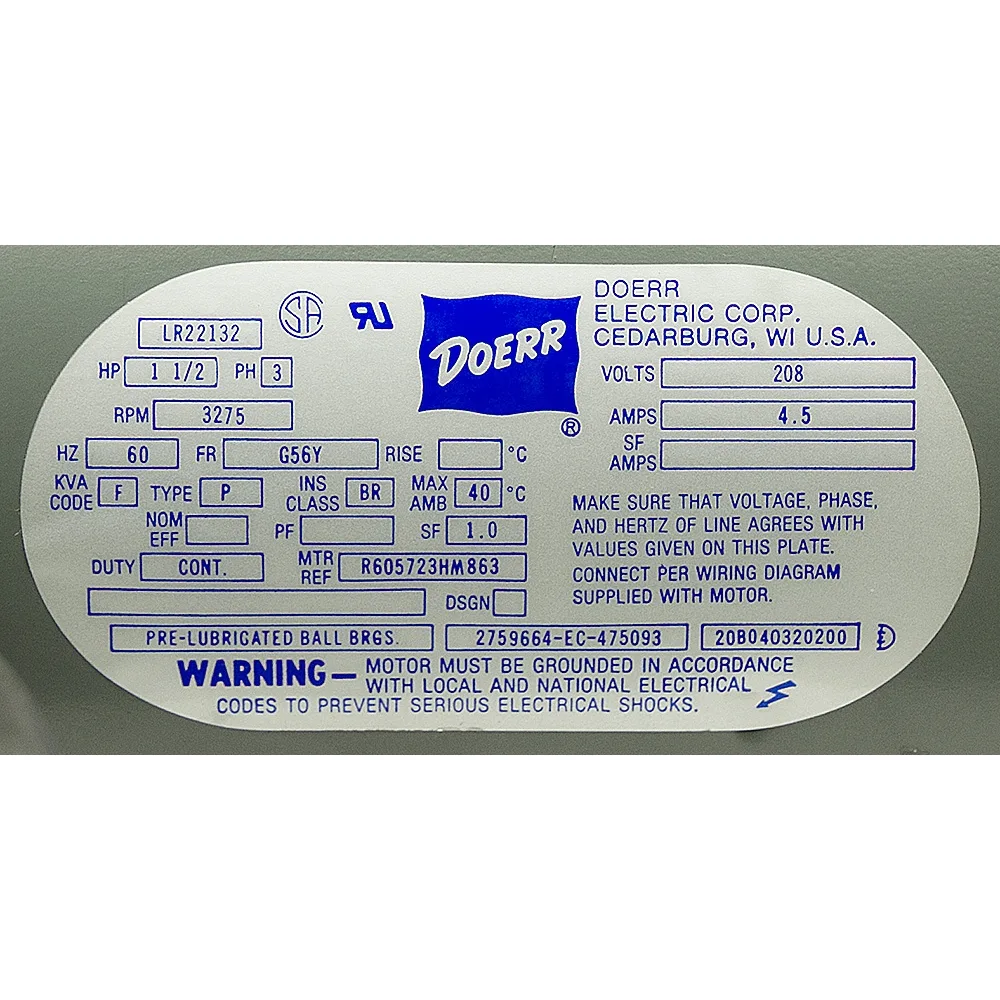 DOERR
ELECTRIC CORP.
CEDARBURG, WI U.S.A.
LR22132
SA
DOERR
®
HP 1 1/2 PH 3
VOLTS 208
RPM 3275
AMPS 4.5
HZ 60 FR G56Y RISE °C
SF AMPS
KVA CODE F TYPE P INS CLASS BR MAX AMB 40 °C
NOM EFF PF SF 1.0
DUTY CONT. MTR REF R605723HM863
DSGN
MAKE SURE THAT VOLTAGE, PHASE,
AND HERTZ OF LINE AGREES WITH
VALUES GIVEN ON THIS PLATE.
CONNECT PER WIRING DIAGRAM
SUPPLIED WITH MOTOR.
PRE-LUBRICATED BALL BRGS. 2759664-EC-475093 20B040320200
WARNING— MOTOR MUST BE GROUNDED IN ACCORDANCE
WITH LOCAL AND NATIONAL ELECTRICAL
CODES TO PREVENT SERIOUS ELECTRICAL SHOCKS.